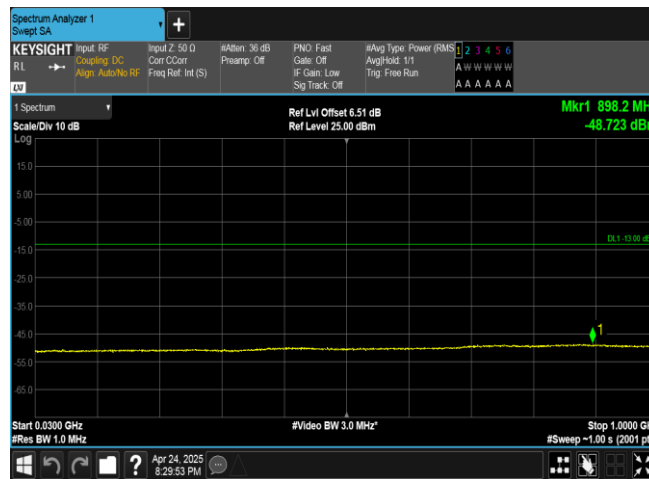 Spectrum Analyzer 1
Swept SA
+
KEYSIGHT
RL
LXI
Input: RF
Coupling: DC
Align: Auto/No RF
Input Z: 50 Ω
Corr CCorr
Freq Ref: Int (S)
#Atten: 36 dB
Preamp: Off
PNO: Fast
Gate: Off
IF Gain: Low
Sig Track: Off
#Avg Type: Power (RMS
Avg|Hold: 1/1
Trig: Free Run
1 2 3 4 5 6
A W W W W W
A A A A A A
1 Spectrum
Scale/Div 10 dB
Log
Ref Lvl Offset 6.51 dB
Ref Level 25.00 dBm
Mkr1 898.2 MH
-48.723 dBr
15.0
5.00
-5.00
-15.0
-25.0
-35.0
-45.0
-55.0
-65.0
DL1 -13.00 dB
1
Start 0.0300 GHz
#Res BW 1.0 MHz
#Video BW 3.0 MHz*
Stop 1.0000 G
#Sweep ~1.00 s (2001 pt
?
Apr 24, 2025
8:29:53 PM